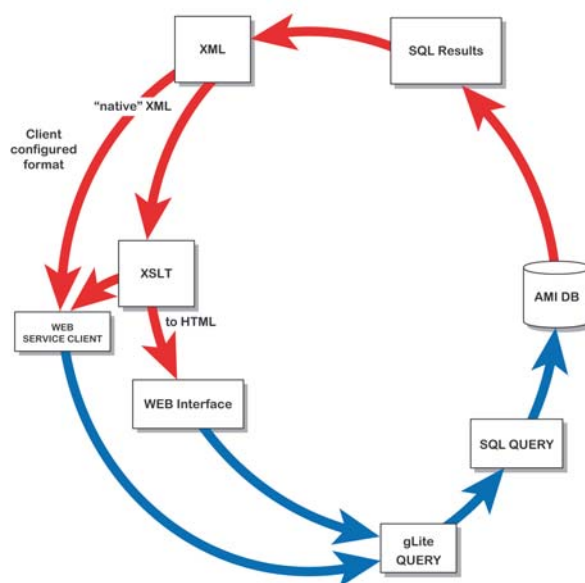 XML
SQL Results
"native" XML
Client
configured
format
XSLT
AMI DB
to HTML
WEB
SERVICE CLIENT
WEB Interface
SQL QUERY
gLite
QUERY